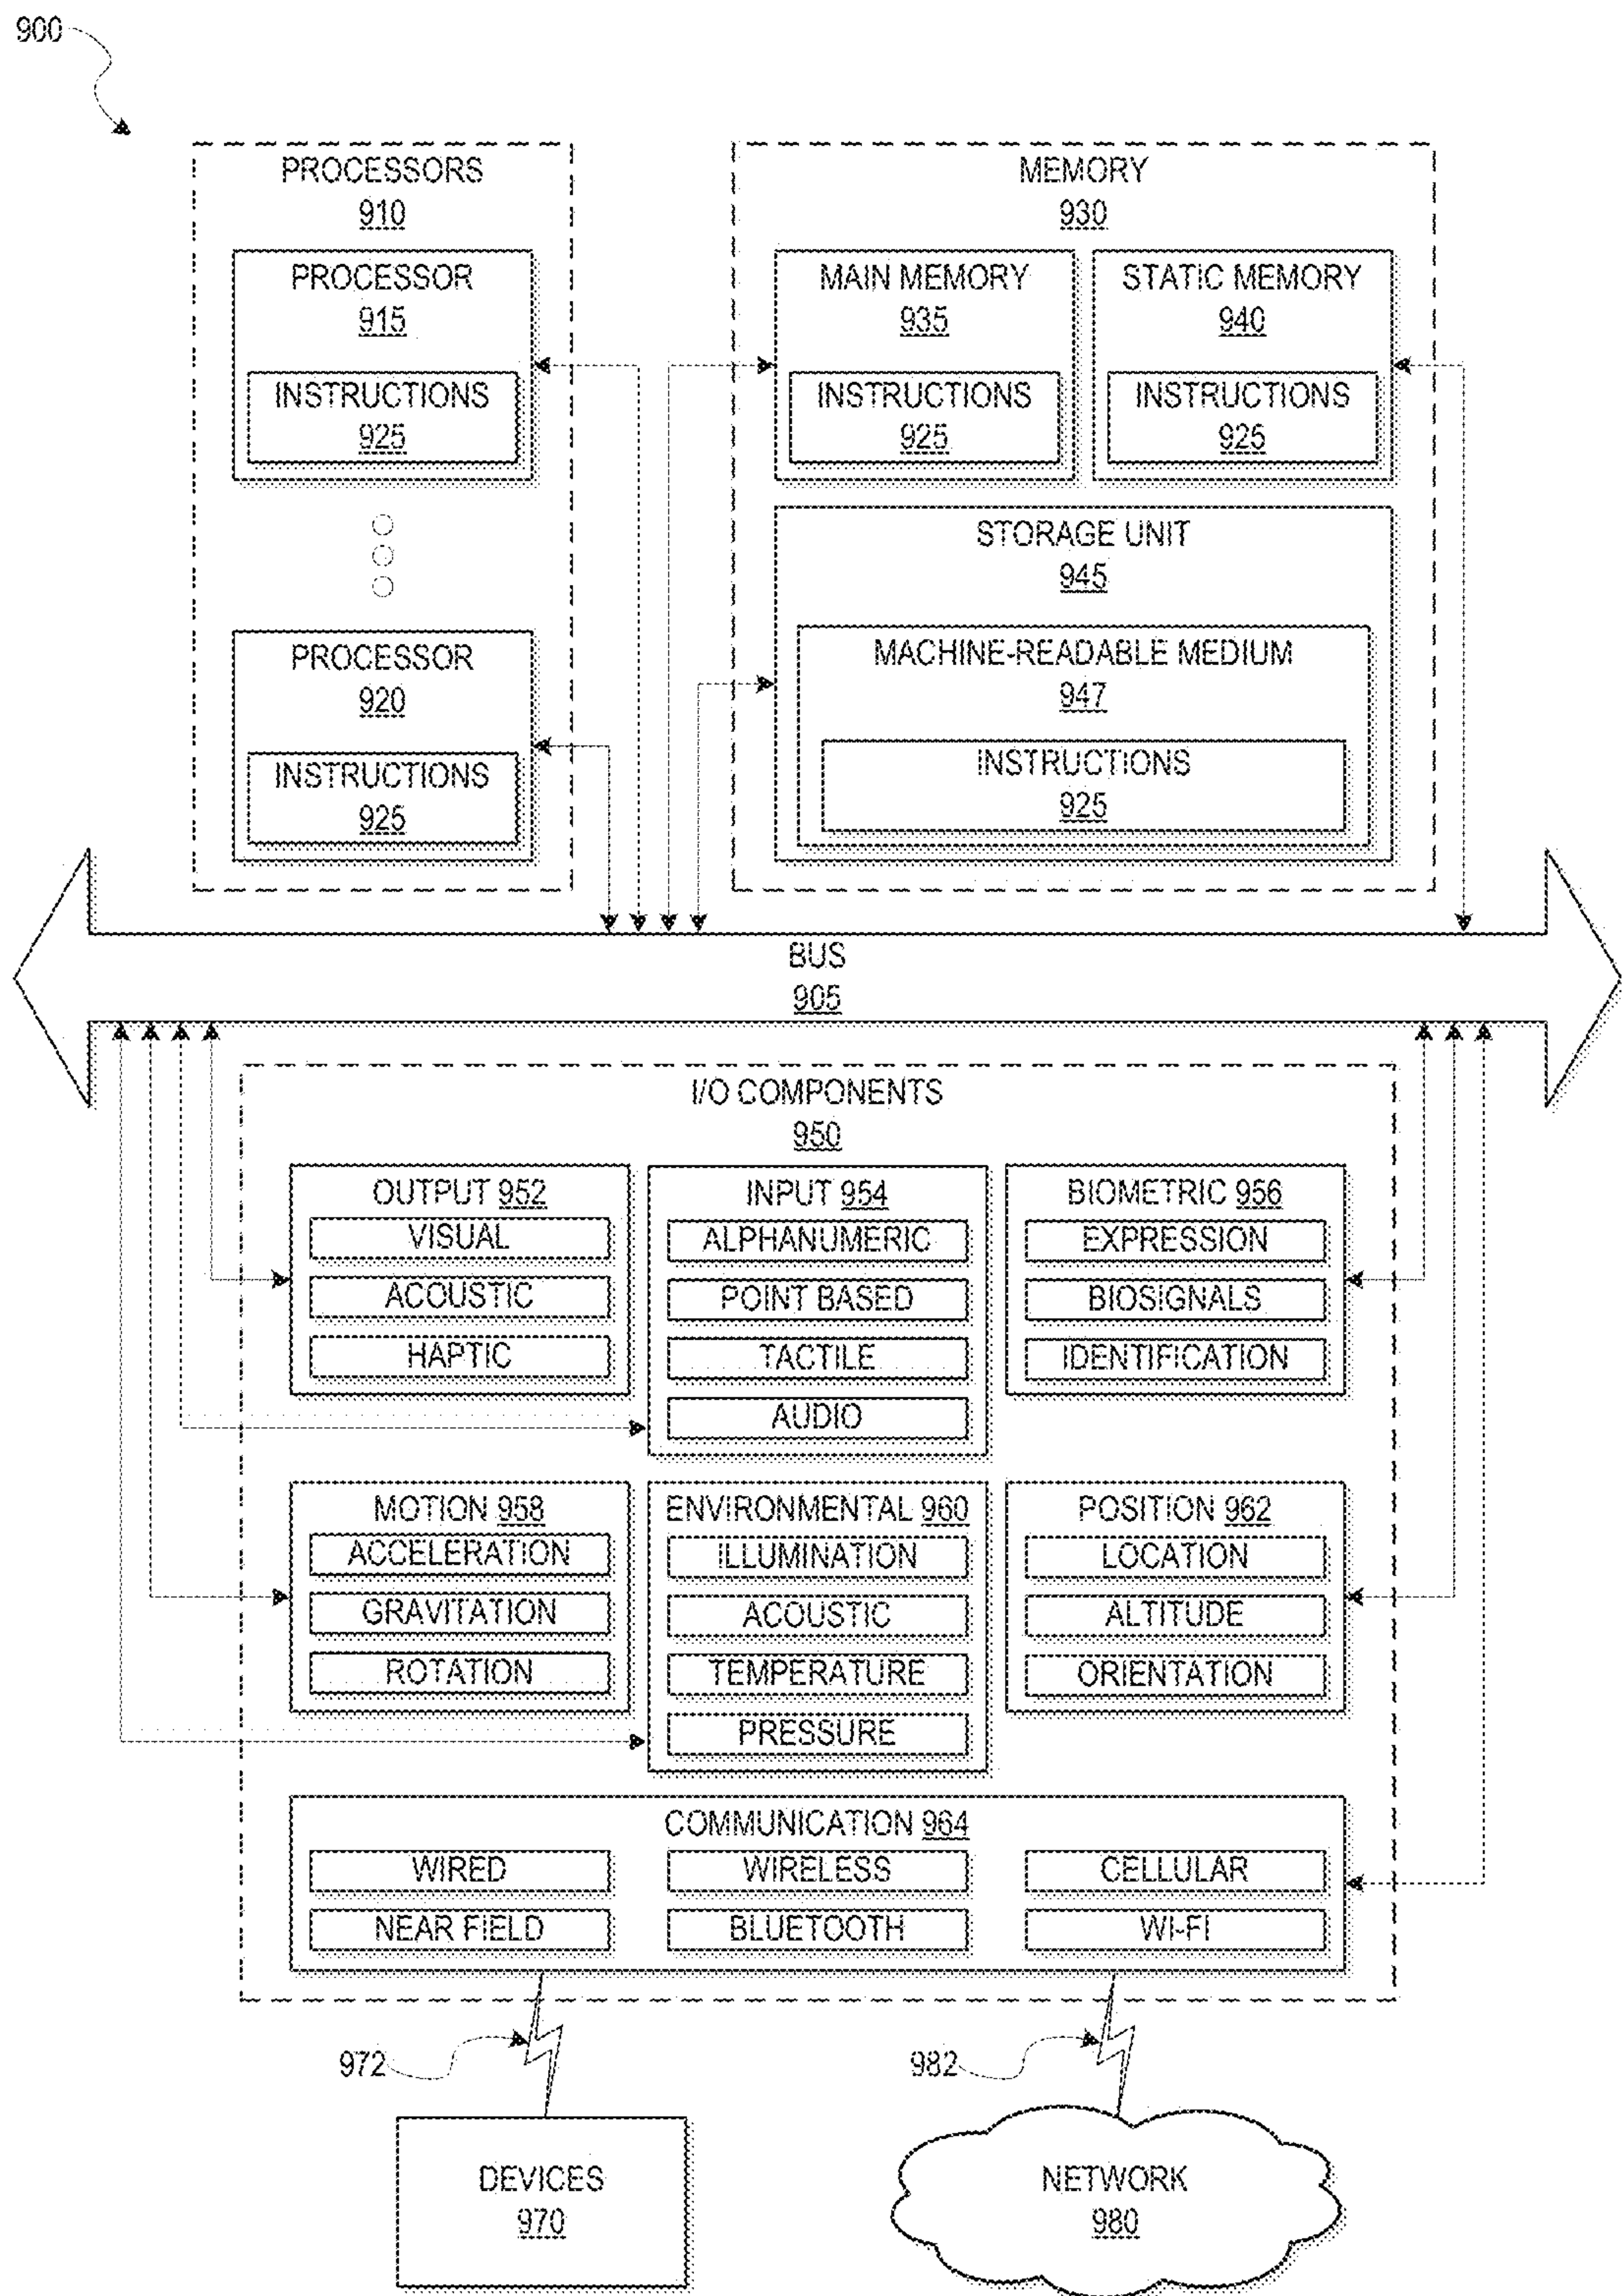 900
PROCESSORS
910
PROCESSOR
915
INSTRUCTIONS
925
PROCESSOR
920
INSTRUCTIONS
925
MEMORY
930
MAIN MEMORY
935
INSTRUCTIONS
925
STATIC MEMORY
940
INSTRUCTIONS
925
STORAGE UNIT
945
MACHINE-READABLE MEDIUM
947
INSTRUCTIONS
925
BUS
905
I/O COMPONENTS
950
OUTPUT 952
VISUAL
ACOUSTIC
HAPTIC
INPUT 954
ALPHANUMERIC
POINT BASED
TACTILE
AUDIO
BIOMETRIC 956
EXPRESSION
BIOSIGNALS
IDENTIFICATION
MOTION 958
ACCELERATION
GRAVITATION
ROTATION
ENVIRONMENTAL 960
ILLUMINATION
ACOUSTIC
TEMPERATURE
PRESSURE
POSITION 962
LOCATION
ALTITUDE
ORIENTATION
COMMUNICATION 964
WIRED
WIRELESS
CELLULAR
NEAR FIELD
BLUETOOTH
WI-FI
972
982
DEVICES
970
NETWORK
980